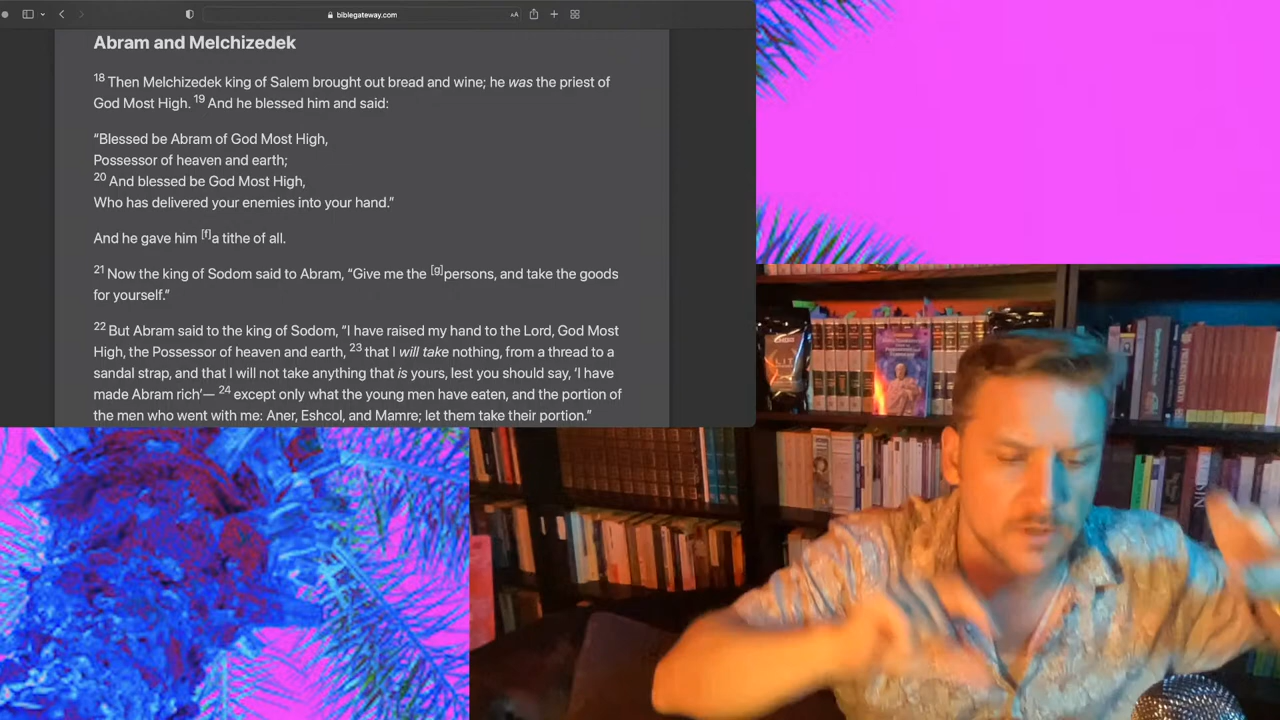 biblegateway.com
Abram and Melchizedek
18 Then Melchizedek king of Salem brought out bread and wine; he was the priest of
God Most High. 19 And he blessed him and said:
“Blessed be Abram of God Most High,
Possessor of heaven and earth;
20 And blessed be God Most High,
Who has delivered your enemies into your hand.”
And he gave him [f]a tithe of all.
21 Now the king of Sodom said to Abram, “Give me the [g]persons, and take the goods
for yourself.”
22 But Abram said to the king of Sodom, “I have raised my hand to the Lord, God Most
High, the Possessor of heaven and earth, 23 that I will take nothing, from a thread to a
sandal strap, and that I will not take anything that is yours, lest you should say, ‘I have
made Abram rich’— 24 except only what the young men have eaten, and the portion of
the men who went with me: Aner, Eshcol, and Mamre; let them take their portion.”